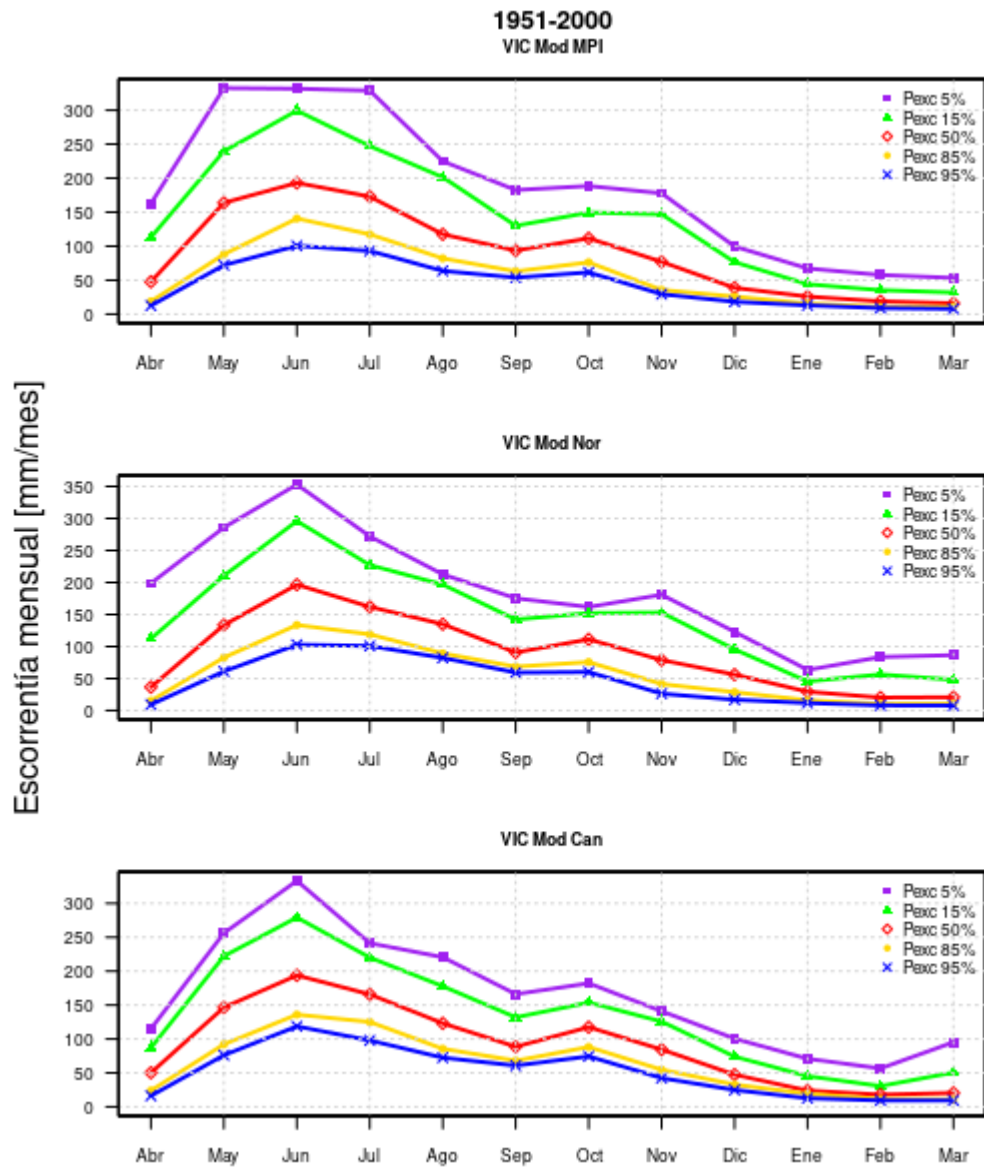 1951-2000
VIC Mod MPI
Escorrentía mensual [mm/mes]
300
250
200
150
100
50
0
Pexc 5%
Pexc 15%
Pexc 50%
Pexc 85%
Pexc 95%
Abr May Jun Jul Ago Sep Oct Nov Dic Ene Feb Mar
VIC Mod Nor
350
300
250
200
150
100
50
0
Pexc 5%
Pexc 15%
Pexc 50%
Pexc 85%
Pexc 95%
Abr May Jun Jul Ago Sep Oct Nov Dic Ene Feb Mar
VIC Mod Can
300
250
200
150
100
50
0
Pexc 5%
Pexc 15%
Pexc 50%
Pexc 85%
Pexc 95%
Abr May Jun Jul Ago Sep Oct Nov Dic Ene Feb Mar